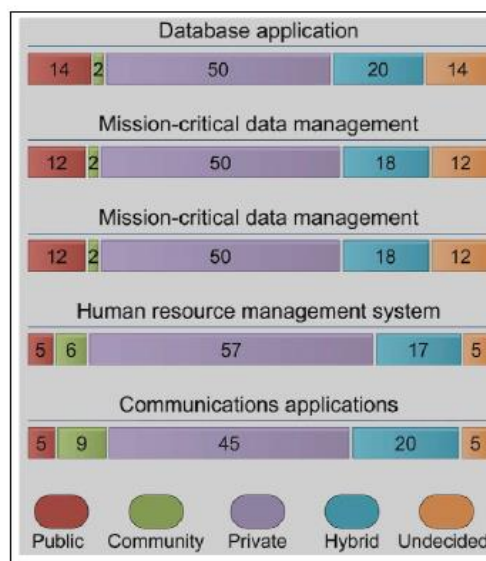 Database application
14 2 50 20 14
Mission-critical data management
12 2 50 18 12
Mission-critical data management
12 2 50 18 12
Human resource management system
5 6 57 17 5
Communications applications
5 9 45 20 5
Public Community Private Hybrid Undecided